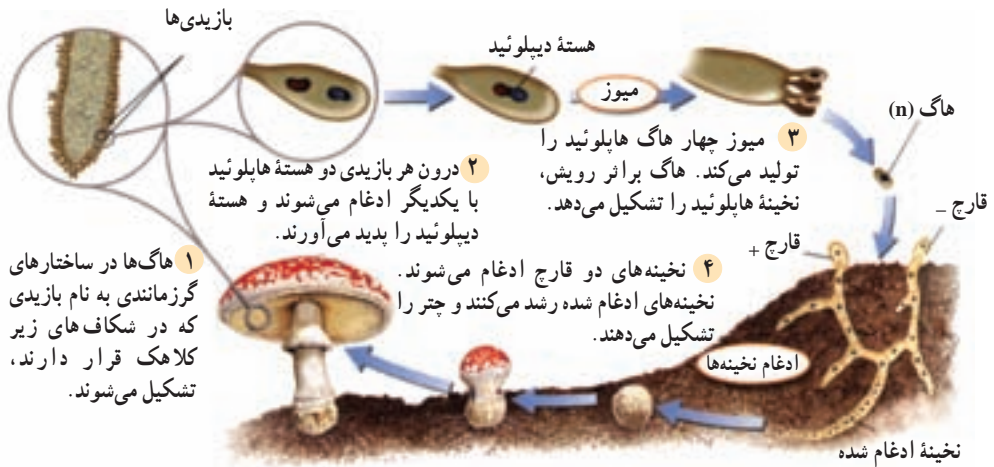 بازیدی‌ها
هستهٔ دیپلوئید
میوز
هاگ (n)
۱ هاگ‌ها در ساختارهای
گرزمانندی به نام بازیدی
که در شکاف‌های زیر
کلاهک قرار دارند،
تشکیل می‌شوند.
۲ درون هر بازیدی دو هستهٔ هاپلوئید
با یکدیگر ادغام می‌شوند و هستهٔ
دیپلوئید را پدید می‌آورند.
۳ میوز چهار هاگ هاپلوئید را
تولید می‌کند. هاگ براثر رویش،
نخینهٔ هاپلوئید را تشکیل می‌دهد.
قارچ −
قارچ +
۴ نخینه‌های دو قارچ ادغام می‌شوند.
نخینه‌های ادغام شده رشد می‌کنند و چتر را
تشکیل می‌دهند.
ادغام نخینه‌ها
نخینهٔ ادغام شده